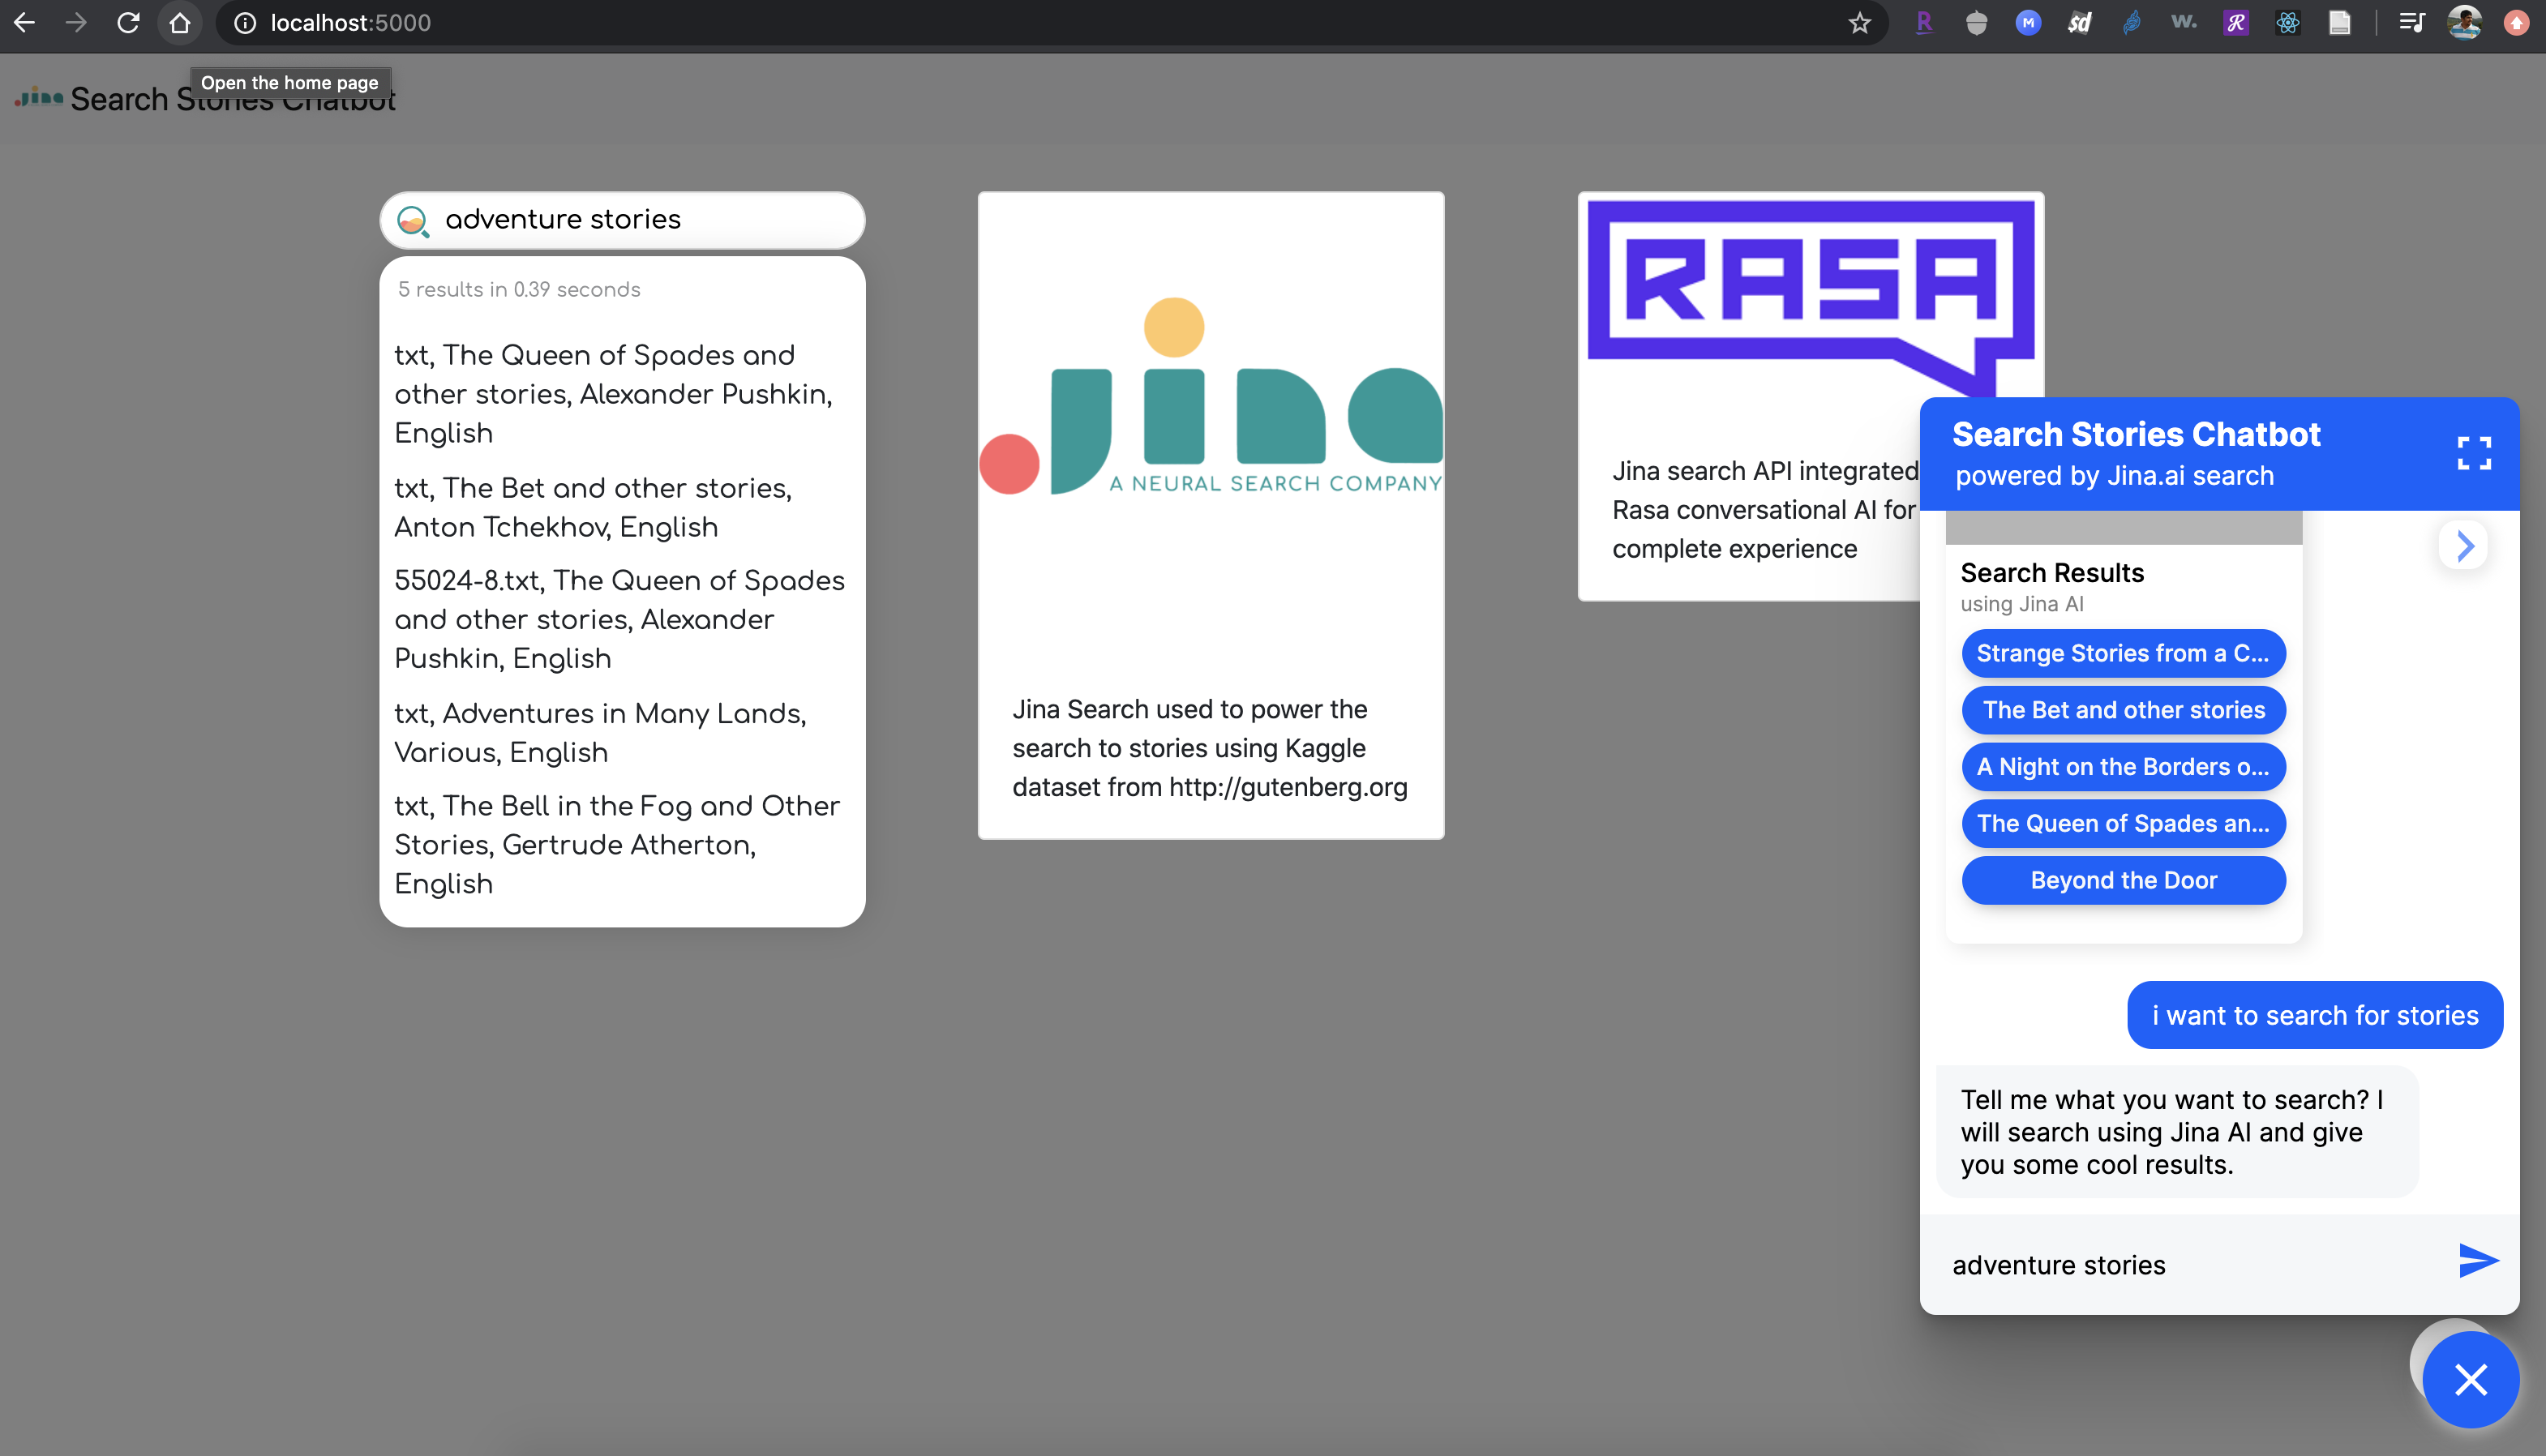 localhost:5000
Open the home page
Jina Search Stories Chatbot
adventure stories
5 results in 0.39 seconds
txt, The Queen of Spades and
other stories, Alexander Pushkin,
English
txt, The Bet and other stories,
Anton Tchekhov, English
55024-8.txt, The Queen of Spades
and other stories, Alexander
Pushkin, English
txt, Adventures in Many Lands,
Various, English
txt, The Bell in the Fog and Other
Stories, Gertrude Atherton,
English
Jina
A NEURAL SEARCH COMPANY
Jina Search used to power the
search to stories using Kaggle
dataset from http://gutenberg.org
RASA
Jina search API integrated
Rasa conversational AI for
complete experience
Search Stories Chatbot
powered by Jina.ai search
Search Results
using Jina AI
Strange Stories from a C...
The Bet and other stories
A Night on the Borders o...
The Queen of Spades an...
Beyond the Door
i want to search for stories
Tell me what you want to search? I
will search using Jina AI and give
you some cool results.
adventure stories